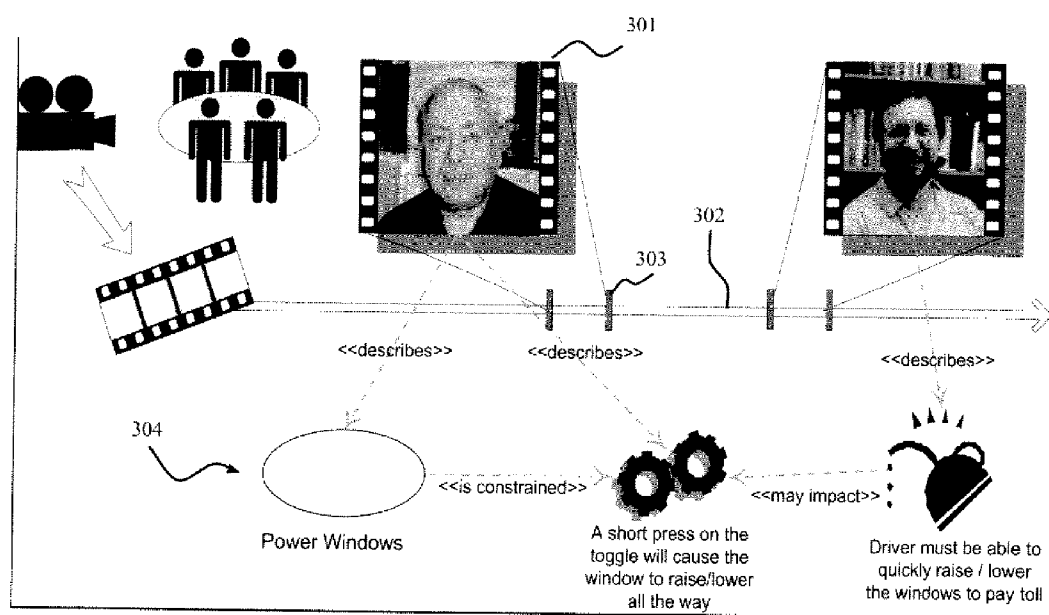 301
302
303
<<describes>>
<<describes>>
<<describes>>
304
<<is constrained>>
<<may impact>>
Power Windows
A short press on the
toggle will cause the
window to raise/lower
all the way
Driver must be able to
quickly raise / lower
the windows to pay toll